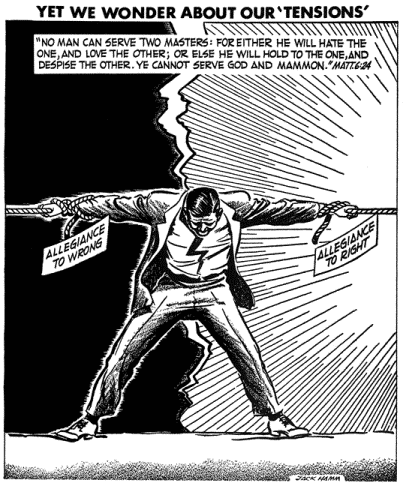 YET WE WONDER ABOUT OUR 'TENSIONS'
"NO MAN CAN SERVE TWO MASTERS: FOR EITHER HE WILL HATE THE
ONE, AND LOVE THE OTHER; OR ELSE HE WILL HOLD TO THE ONE, AND
DESPISE THE OTHER. YE CANNOT SERVE GOD AND MAMMON." MATT. 6:24
ALLEGIANCE
TO WRONG
ALLEGIANCE
TO RIGHT
JACK HAMM